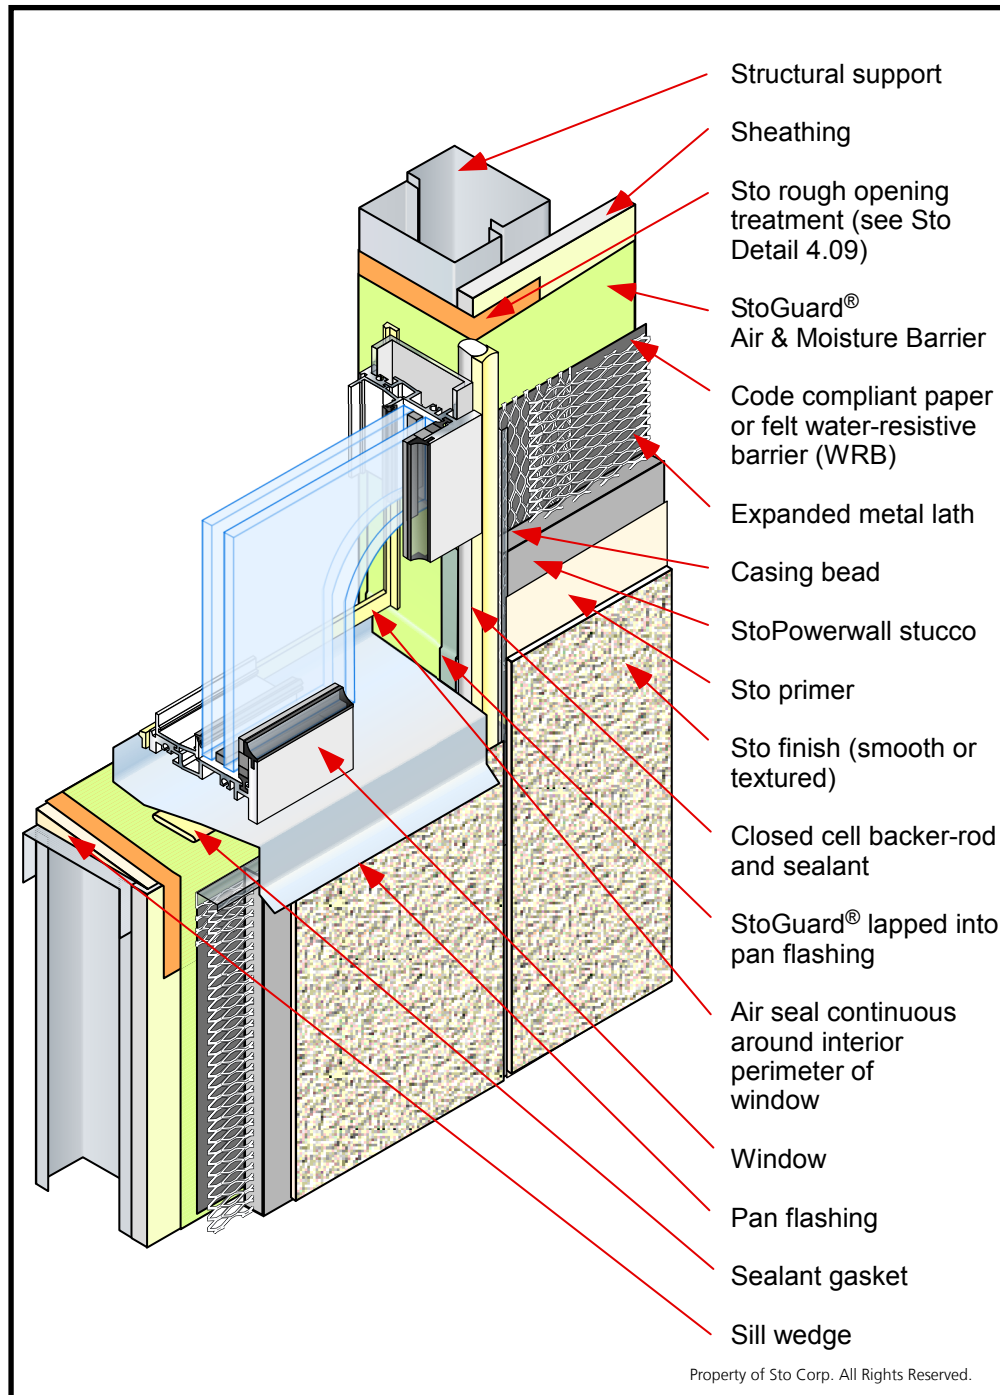 Structural support
Sheathing
Sto rough opening
treatment (see Sto
Detail 4.09)
StoGuard®
Air & Moisture Barrier
Code compliant paper
or felt water-resistive
barrier (WRB)
Expanded metal lath
Casing bead
StoPowerwall stucco
Sto primer
Sto finish (smooth or
textured)
Closed cell backer-rod
and sealant
StoGuard® lapped into
pan flashing
Air seal continuous
around interior
perimeter of
window
Window
Pan flashing
Sealant gasket
Sill wedge
Property of Sto Corp. All Rights Reserved.